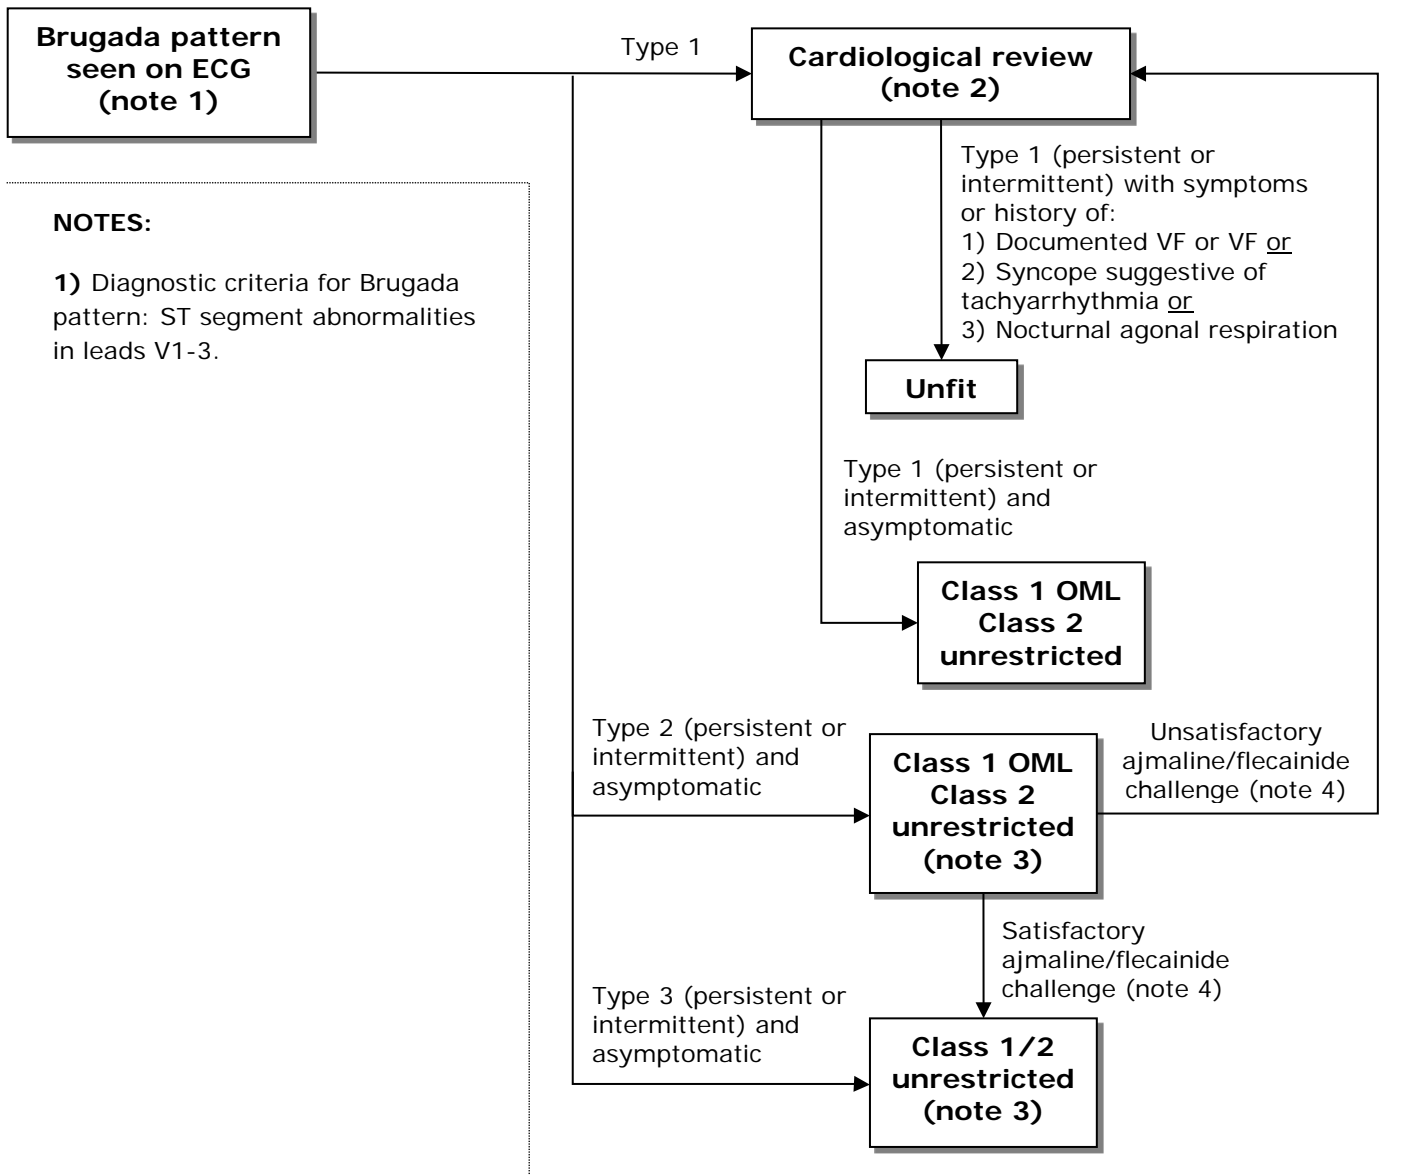 Brugada pattern
seen on ECG
(note 1)
Type 1
Cardiological review
(note 2)
Type 1 (persistent or
intermittent) with symptoms
or history of:
1) Documented VF or VF or
2) Syncope suggestive of
tachyarrhythmia or
3) Nocturnal agonal respiration
NOTES:
1) Diagnostic criteria for Brugada
pattern: ST segment abnormalities
in leads V1-3.
Unfit
Type 1 (persistent or
intermittent) and
asymptomatic
Class 1 OML
Class 2
unrestricted
Type 2 (persistent or
intermittent) and
asymptomatic
Class 1 OML
Class 2
unrestricted
(note 3)
Unsatisfactory
ajmaline/flecainide
challenge (note 4)
Satisfactory
ajmaline/flecainide
challenge (note 4)
Type 3 (persistent or
intermittent) and
asymptomatic
Class 1/2
unrestricted
(note 3)